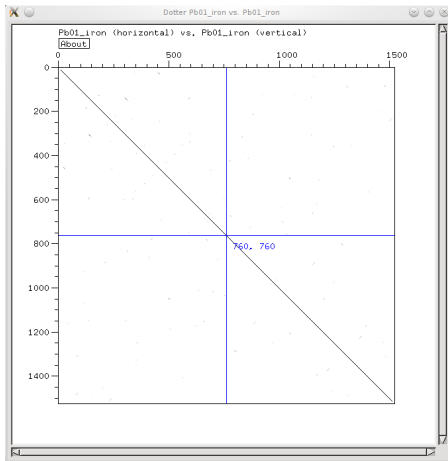 Dotter Pb01_iron vs. Pb01_iron
Pb01_iron (horizontal) vs. Pb01_iron (vertical)
About
0 500 1000 1500
0
200
400
600
800
760, 760
1000
1200
1400